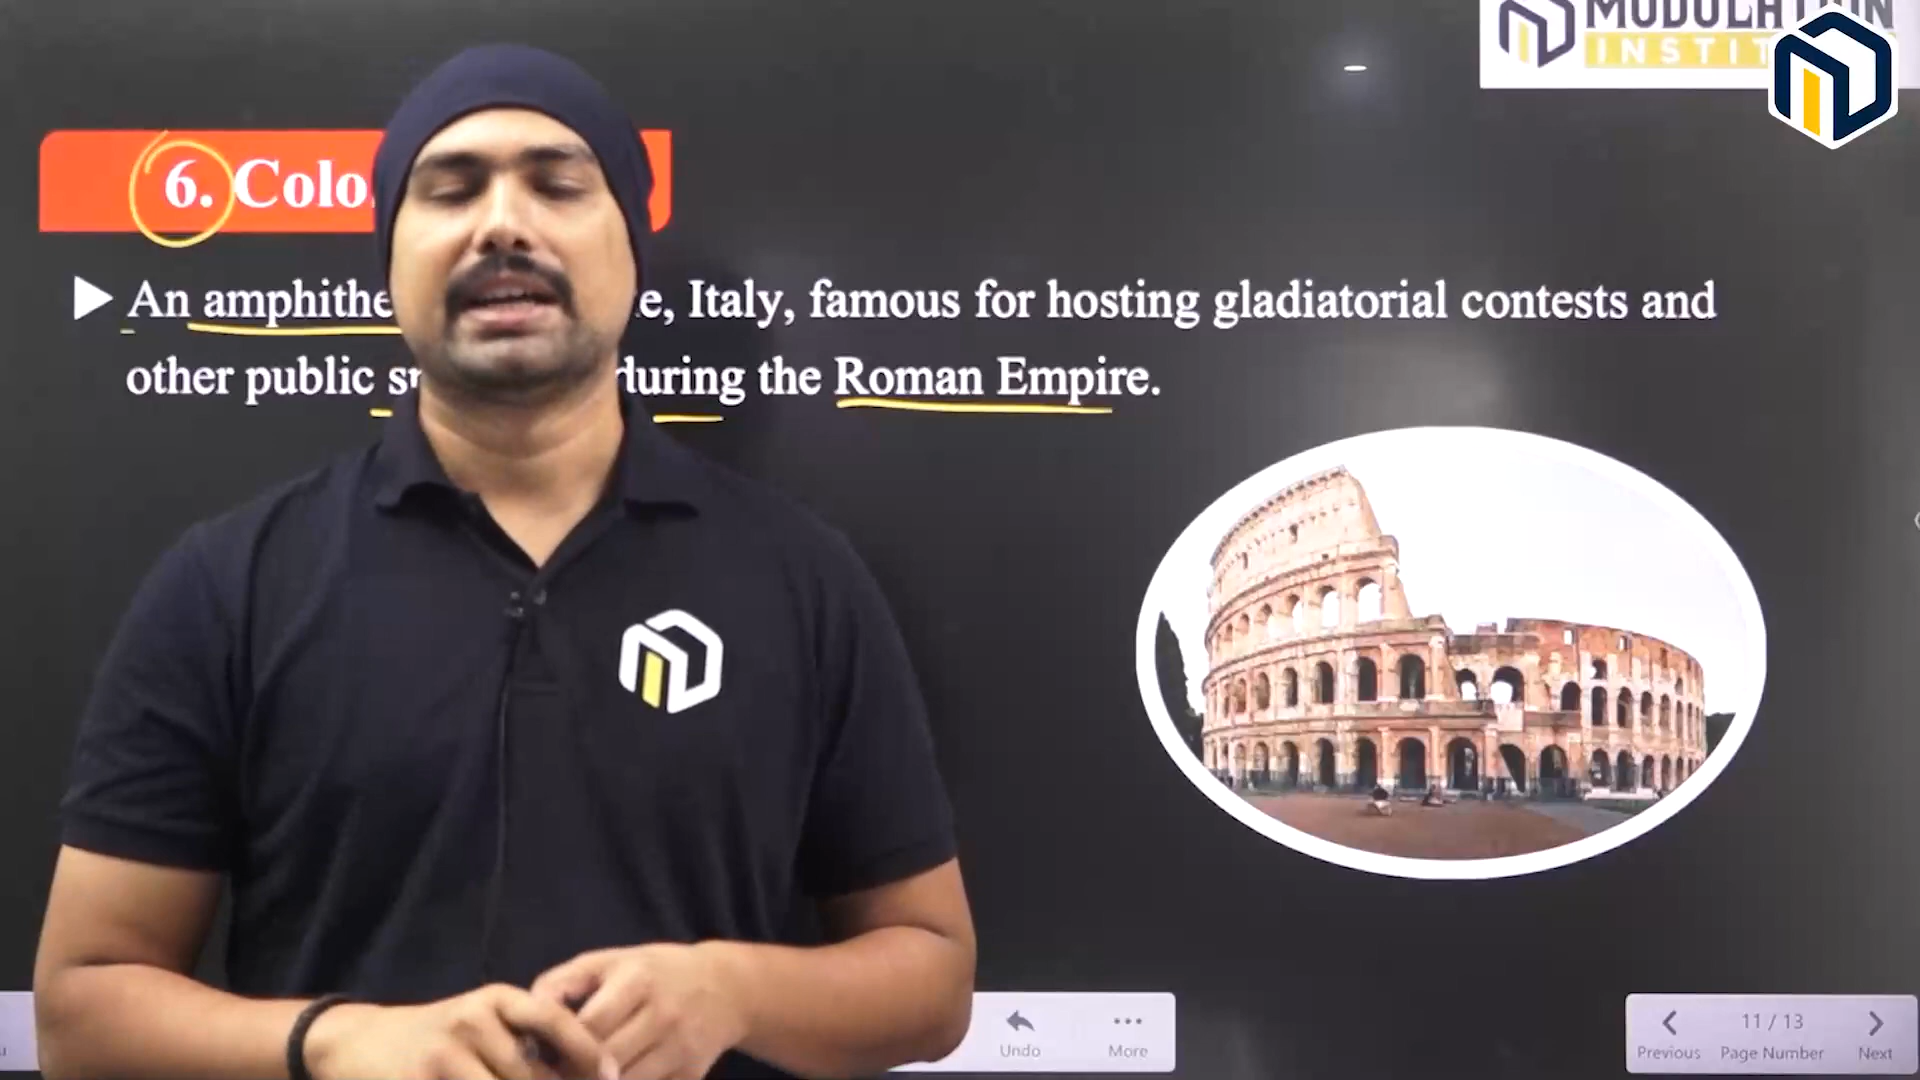 MODULATION
INSTIT
6. Colo
An amphithe e, Italy, famous for hosting gladiatorial contests and
other public during the Roman Empire.
Undo
More
11 / 13
Previous
Page Number
Next